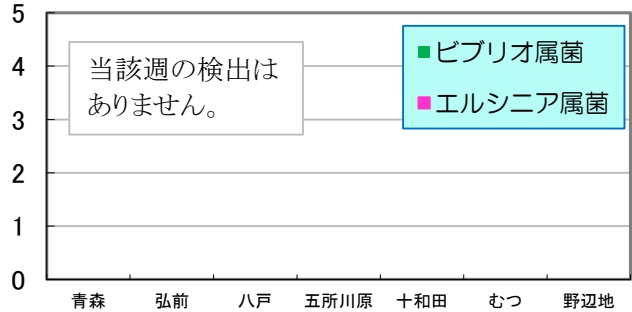 5
4
3
2
1
0
当該週の検出は
ありません。
■ビブリオ属菌
■エルシニア属菌
青森 弘前 八戸 五所川原 十和田 むつ 野辺地